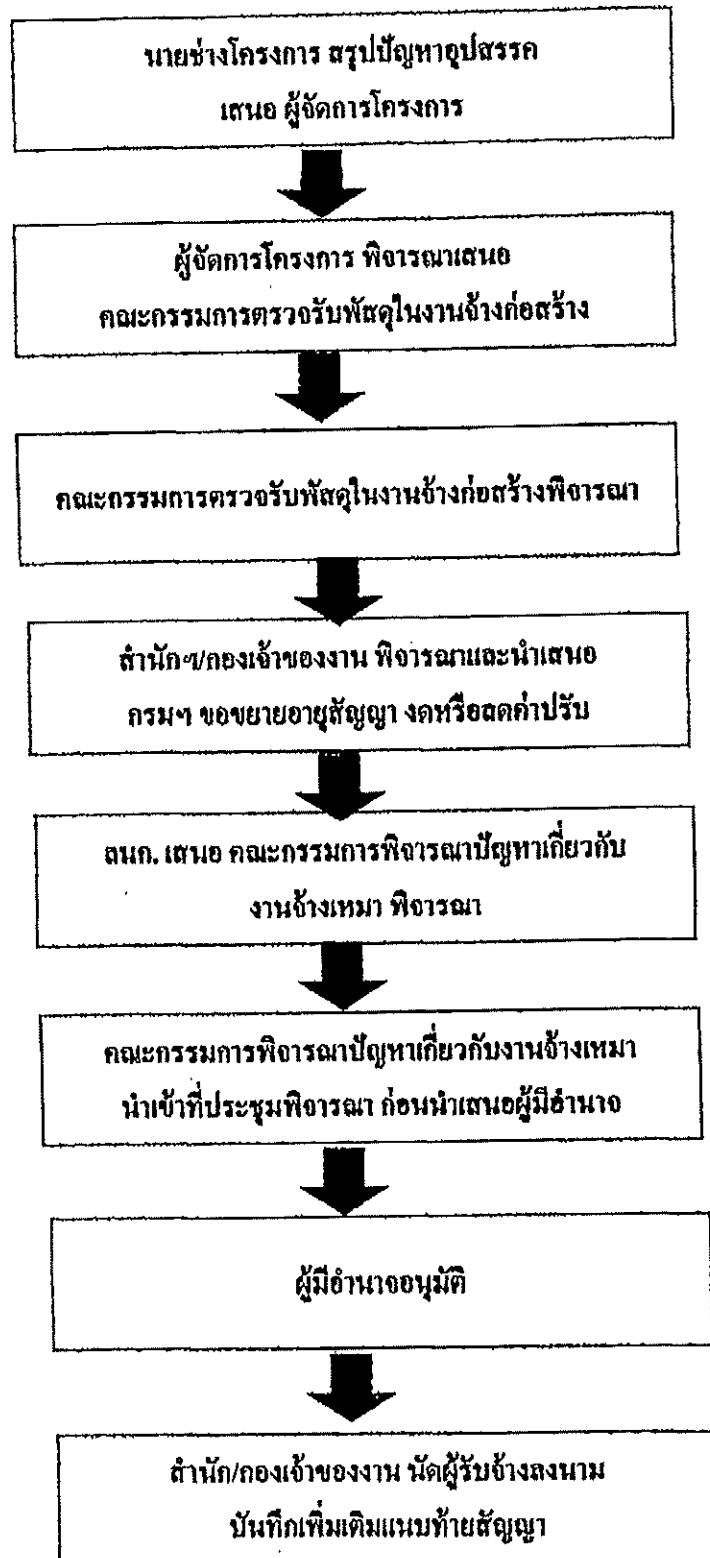 นายช่างโครงการ สรุปปัญหาอุปสรรค
เสนอ ผู้จัดการโครงการ
ผู้จัดการโครงการ พิจารณาเสนอ
คณะกรรมการตรวจรับพัสดุในงานจ้างก่อสร้าง
คณะกรรมการตรวจรับพัสดุในงานจ้างก่อสร้างพิจารณา
สำนักฯ/กองเจ้าของงาน พิจารณาและนำเสนอ
กรมฯ ขอขยายอายุสัญญา งดหรือลดค่าปรับ
ลนก. เสนอ คณะกรรมการพิจารณาปัญหาเกี่ยวกับ
งานจ้างเหมา พิจารณา
คณะกรรมการพิจารณาปัญหาเกี่ยวกับงานจ้างเหมา
นำเข้าที่ประชุมพิจารณา ก่อนนำเสนอผู้มีอำนาจ
ผู้มีอำนาจอนุมัติ
สำนัก/กองเจ้าของงาน นัดผู้รับจ้างลงนาม
บันทึกเพิ่มเติมแนบท้ายสัญญา